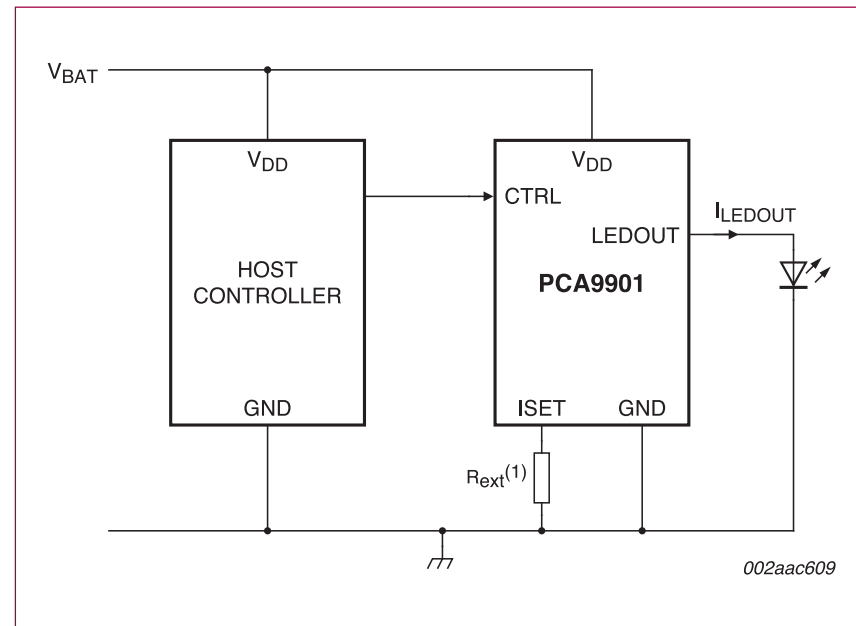 VBAT
VDD
VDD
CTRL
ILEDOUT
LEDOUT
HOST
CONTROLLER
PCA9901
GND
ISET
GND
Rext(1)
002aac609